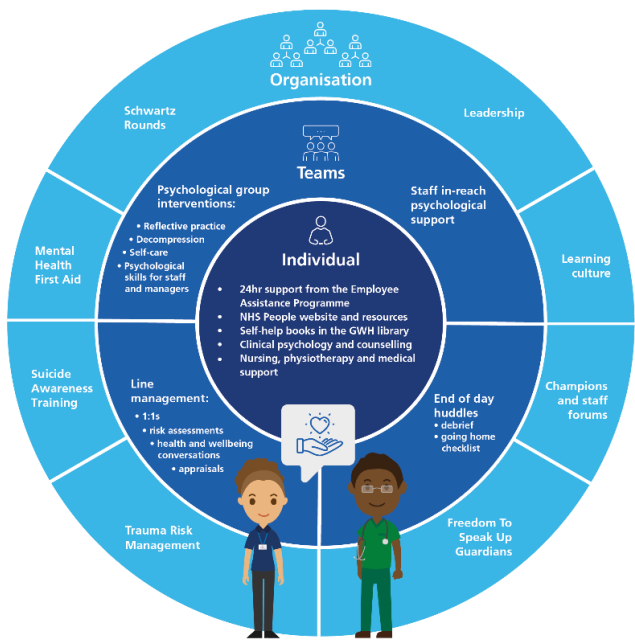 Organisation
Schwartz
Rounds
Leadership
Mental
Health
First Aid
Learning
culture
Suicide
Awareness
Training
Champions
and staff
forums
Trauma Risk
Management
Freedom To
Speak Up
Guardians
Teams
Psychological group
interventions:
• Reflective practice
• Decompression
• Self-care
• Psychological
skills for staff
and managers
Staff in-reach
psychological
support
Line
management:
• 1:1s
• risk assessments
• health and wellbeing
conversations
• appraisals
End of day
huddles
• debrief
• going home
checklist
Individual
• 24hr support from the Employee
Assistance Programme
• NHS People website and resources
• Self-help books in the GWH library
• Clinical psychology and counselling
• Nursing, physiotherapy and medical
support